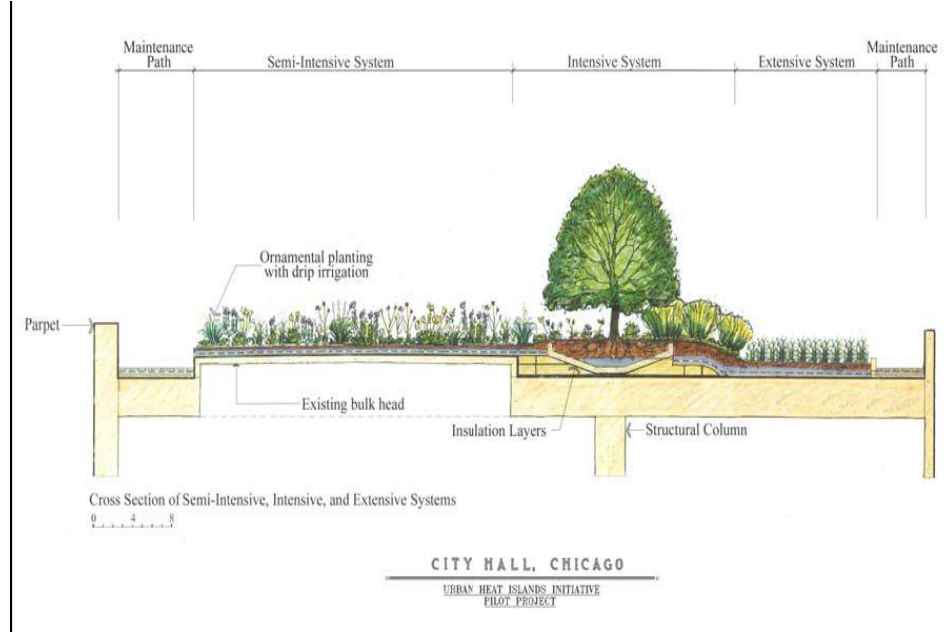 Maintenance
Path
Semi-Intensive System
Intensive System
Extensive System
Maintenance
Path
Ornamental planting
with drip irrigation
Parpet
Existing bulk head
Insulation Layers
Structural Column
Cross Section of Semi-Intensive, Intensive, and Extensive Systems
0 4 8
CITY HALL, CHICAGO
URBAN HEAT ISLANDS INITIATIVE
PILOT PROJECT